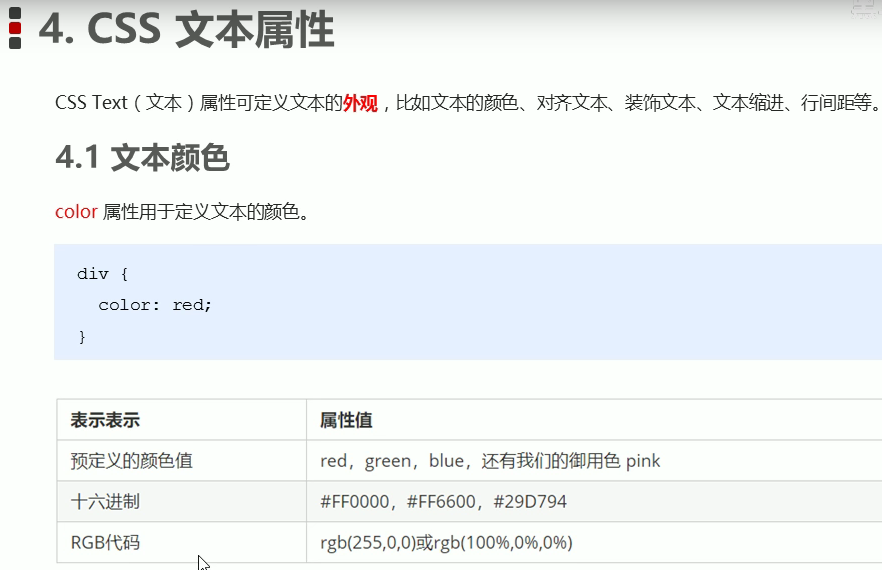 4. CSS 文本属性
CSS Text（文本）属性可定义文本的外观，比如文本的颜色、对齐文本、装饰文本、文本缩进、行间距等。
4.1 文本颜色
color 属性用于定义文本的颜色。
div {
color: red;
}
表示表示 属性值
预定义的颜色值 red，green，blue，还有我们的御用色 pink
十六进制 #FF0000，#FF6600，#29D794
RGB代码 rgb(255,0,0)或rgb(100%,0%,0%)